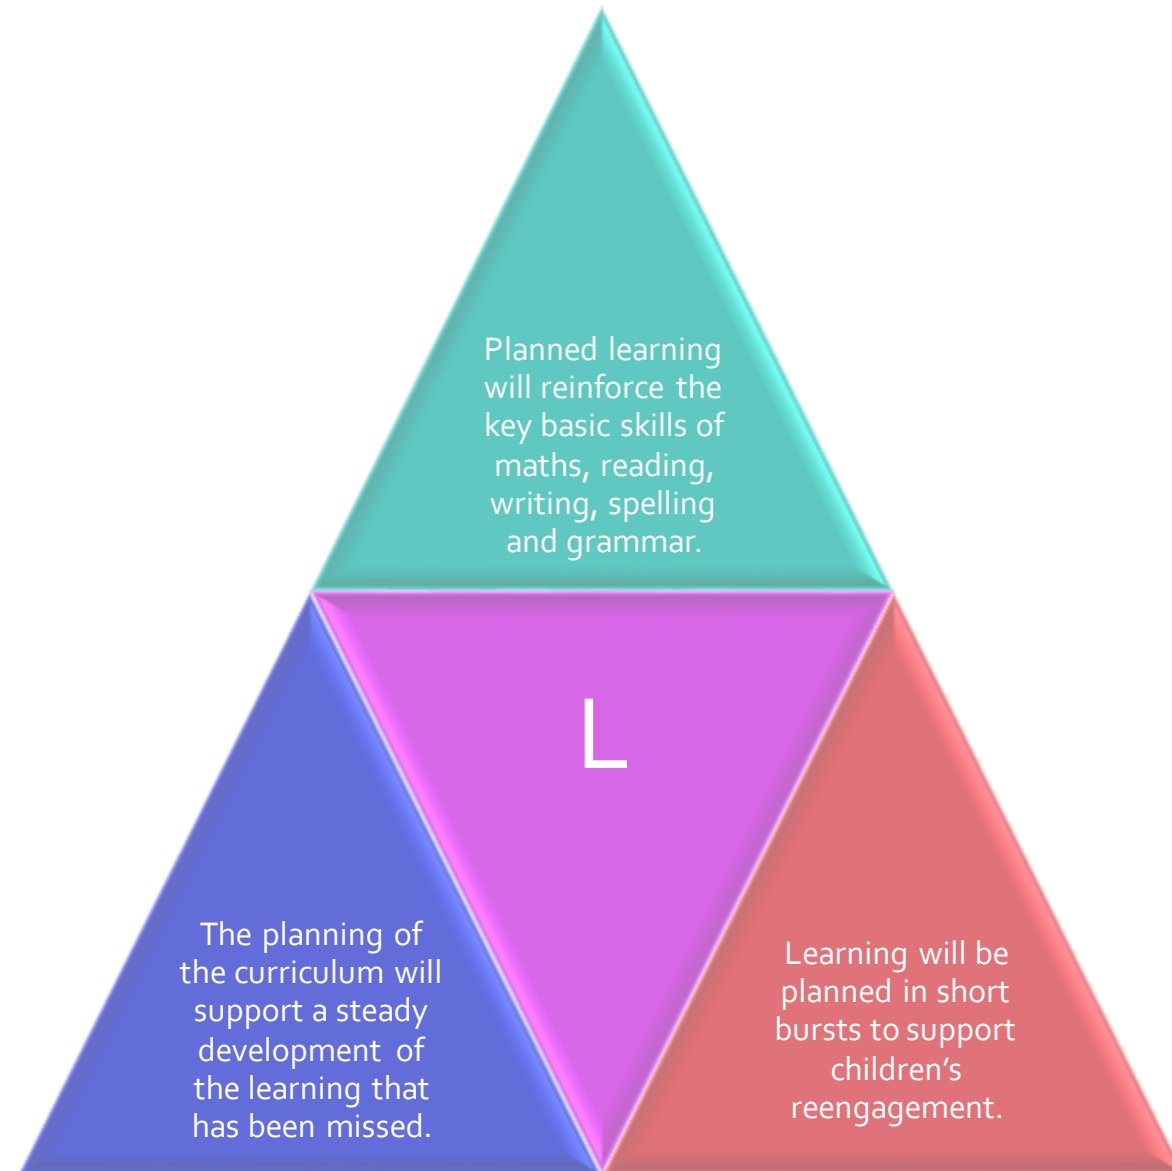 Planned learning
will reinforce the
key basic skills of
maths, reading,
writing, spelling
and grammar.
L
The planning of
the curriculum will
support a steady
development of
the learning that
has been missed.
Learning will be
planned in short
bursts to support
children’s
reengagement.